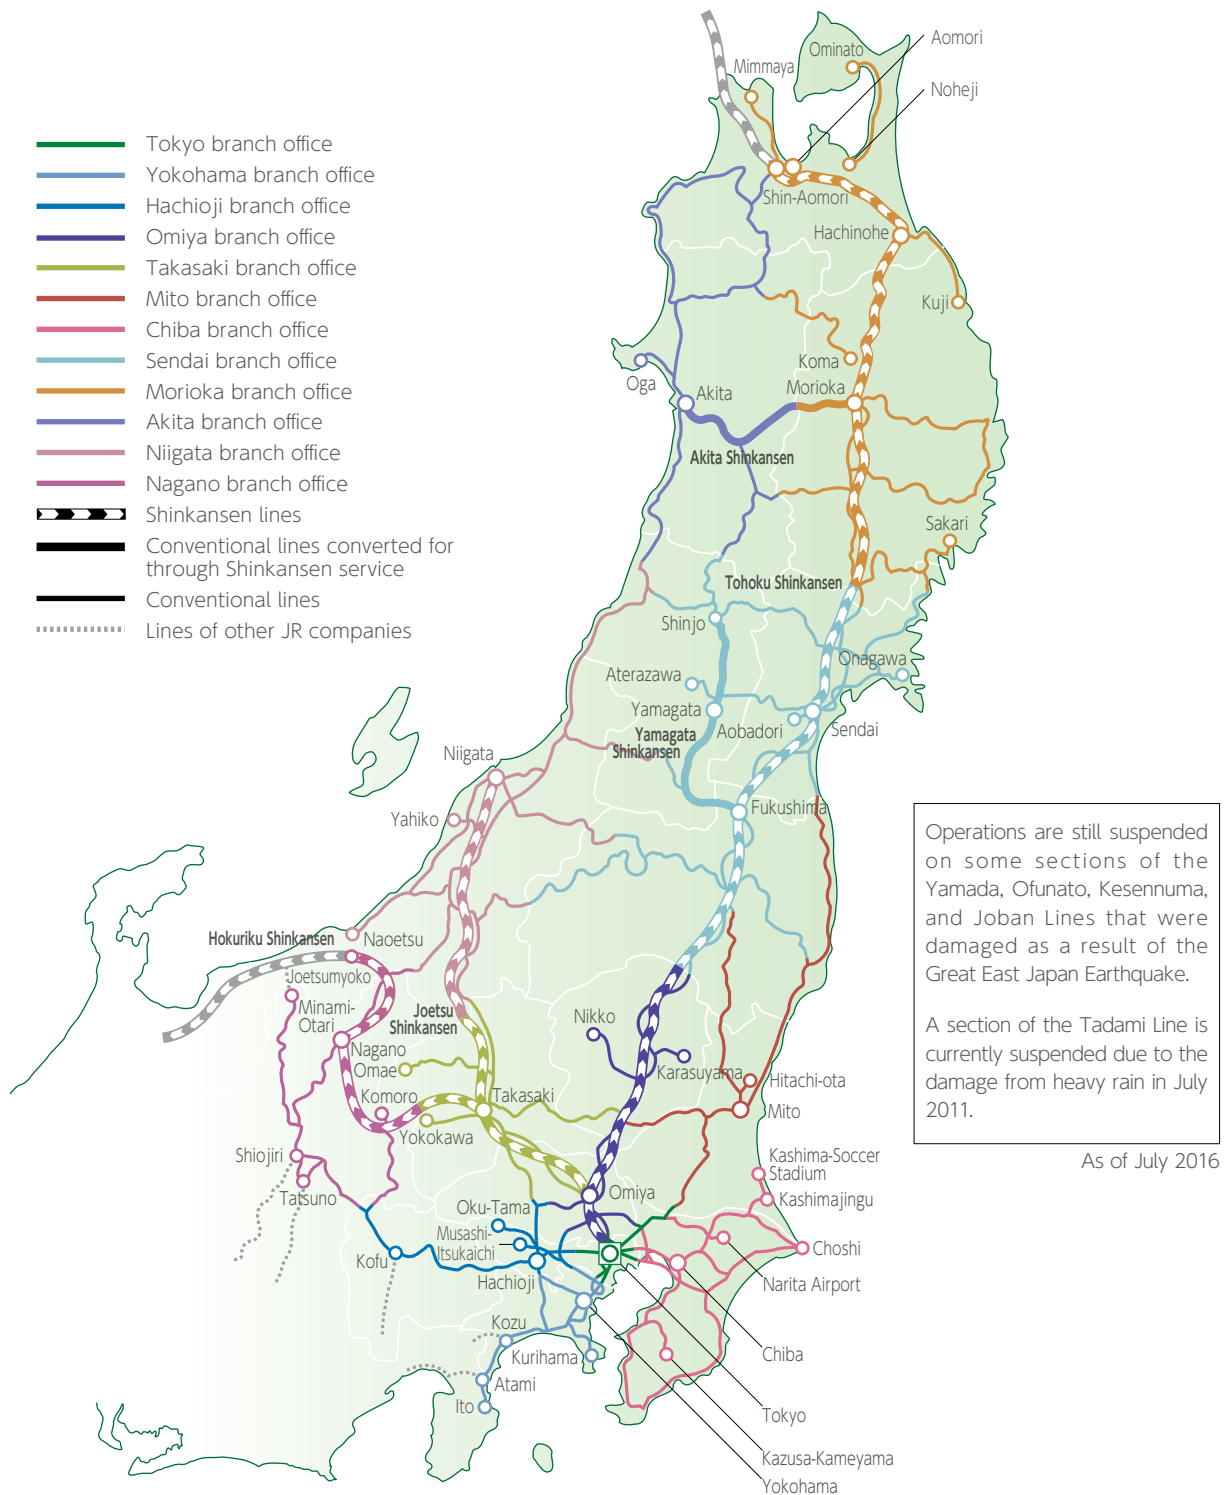 Tokyo branch office
Yokohama branch office
Hachioji branch office
Omiya branch office
Takasaki branch office
Mito branch office
Chiba branch office
Sendai branch office
Morioka branch office
Akita branch office
Niigata branch office
Nagano branch office
Shinkansen lines
Conventional lines converted for
through Shinkansen service
Conventional lines
Lines of other JR companies
Aomori
Ominato
Mimmaya
Noheji
Shin-Aomori
Hachinohe
Kuji
Koma
Oga
Akita
Morioka
Akita Shinkansen
Sakari
Tohoku Shinkansen
Shinjo
Onagawa
Aterazawa
Yamagata
Aobadori
Sendai
Yamagata
Shinkansen
Niigata
Fukushima
Yahiko
Hokuriku Shinkansen
Naoetsu
Joetsumyoko
Minami-
Otari
Joetsu
Shinkansen
Nikko
Nagano
Omae
Karasuyama
Hitachi-ota
Komoro
Takasaki
Mito
Yokokawa
Shiojiri
Kashima-Soccer
Stadium
Tatsuno
Omiya
Kashimajingu
Oku-Tama
Musashi-
Itsukaichi
Choshi
Kofu
Hachioji
Narita Airport
Kozu
Kurihama
Chiba
Atami
Ito
Tokyo
Kazusa-Kameyama
Yokohama
Operations are still suspended
on some sections of the
Yamada, Ofunato, Kesennuma,
and Joban Lines that were
damaged as a result of the
Great East Japan Earthquake.
A section of the Tadami Line is
currently suspended due to the
damage from heavy rain in July
2011.
As of July 2016